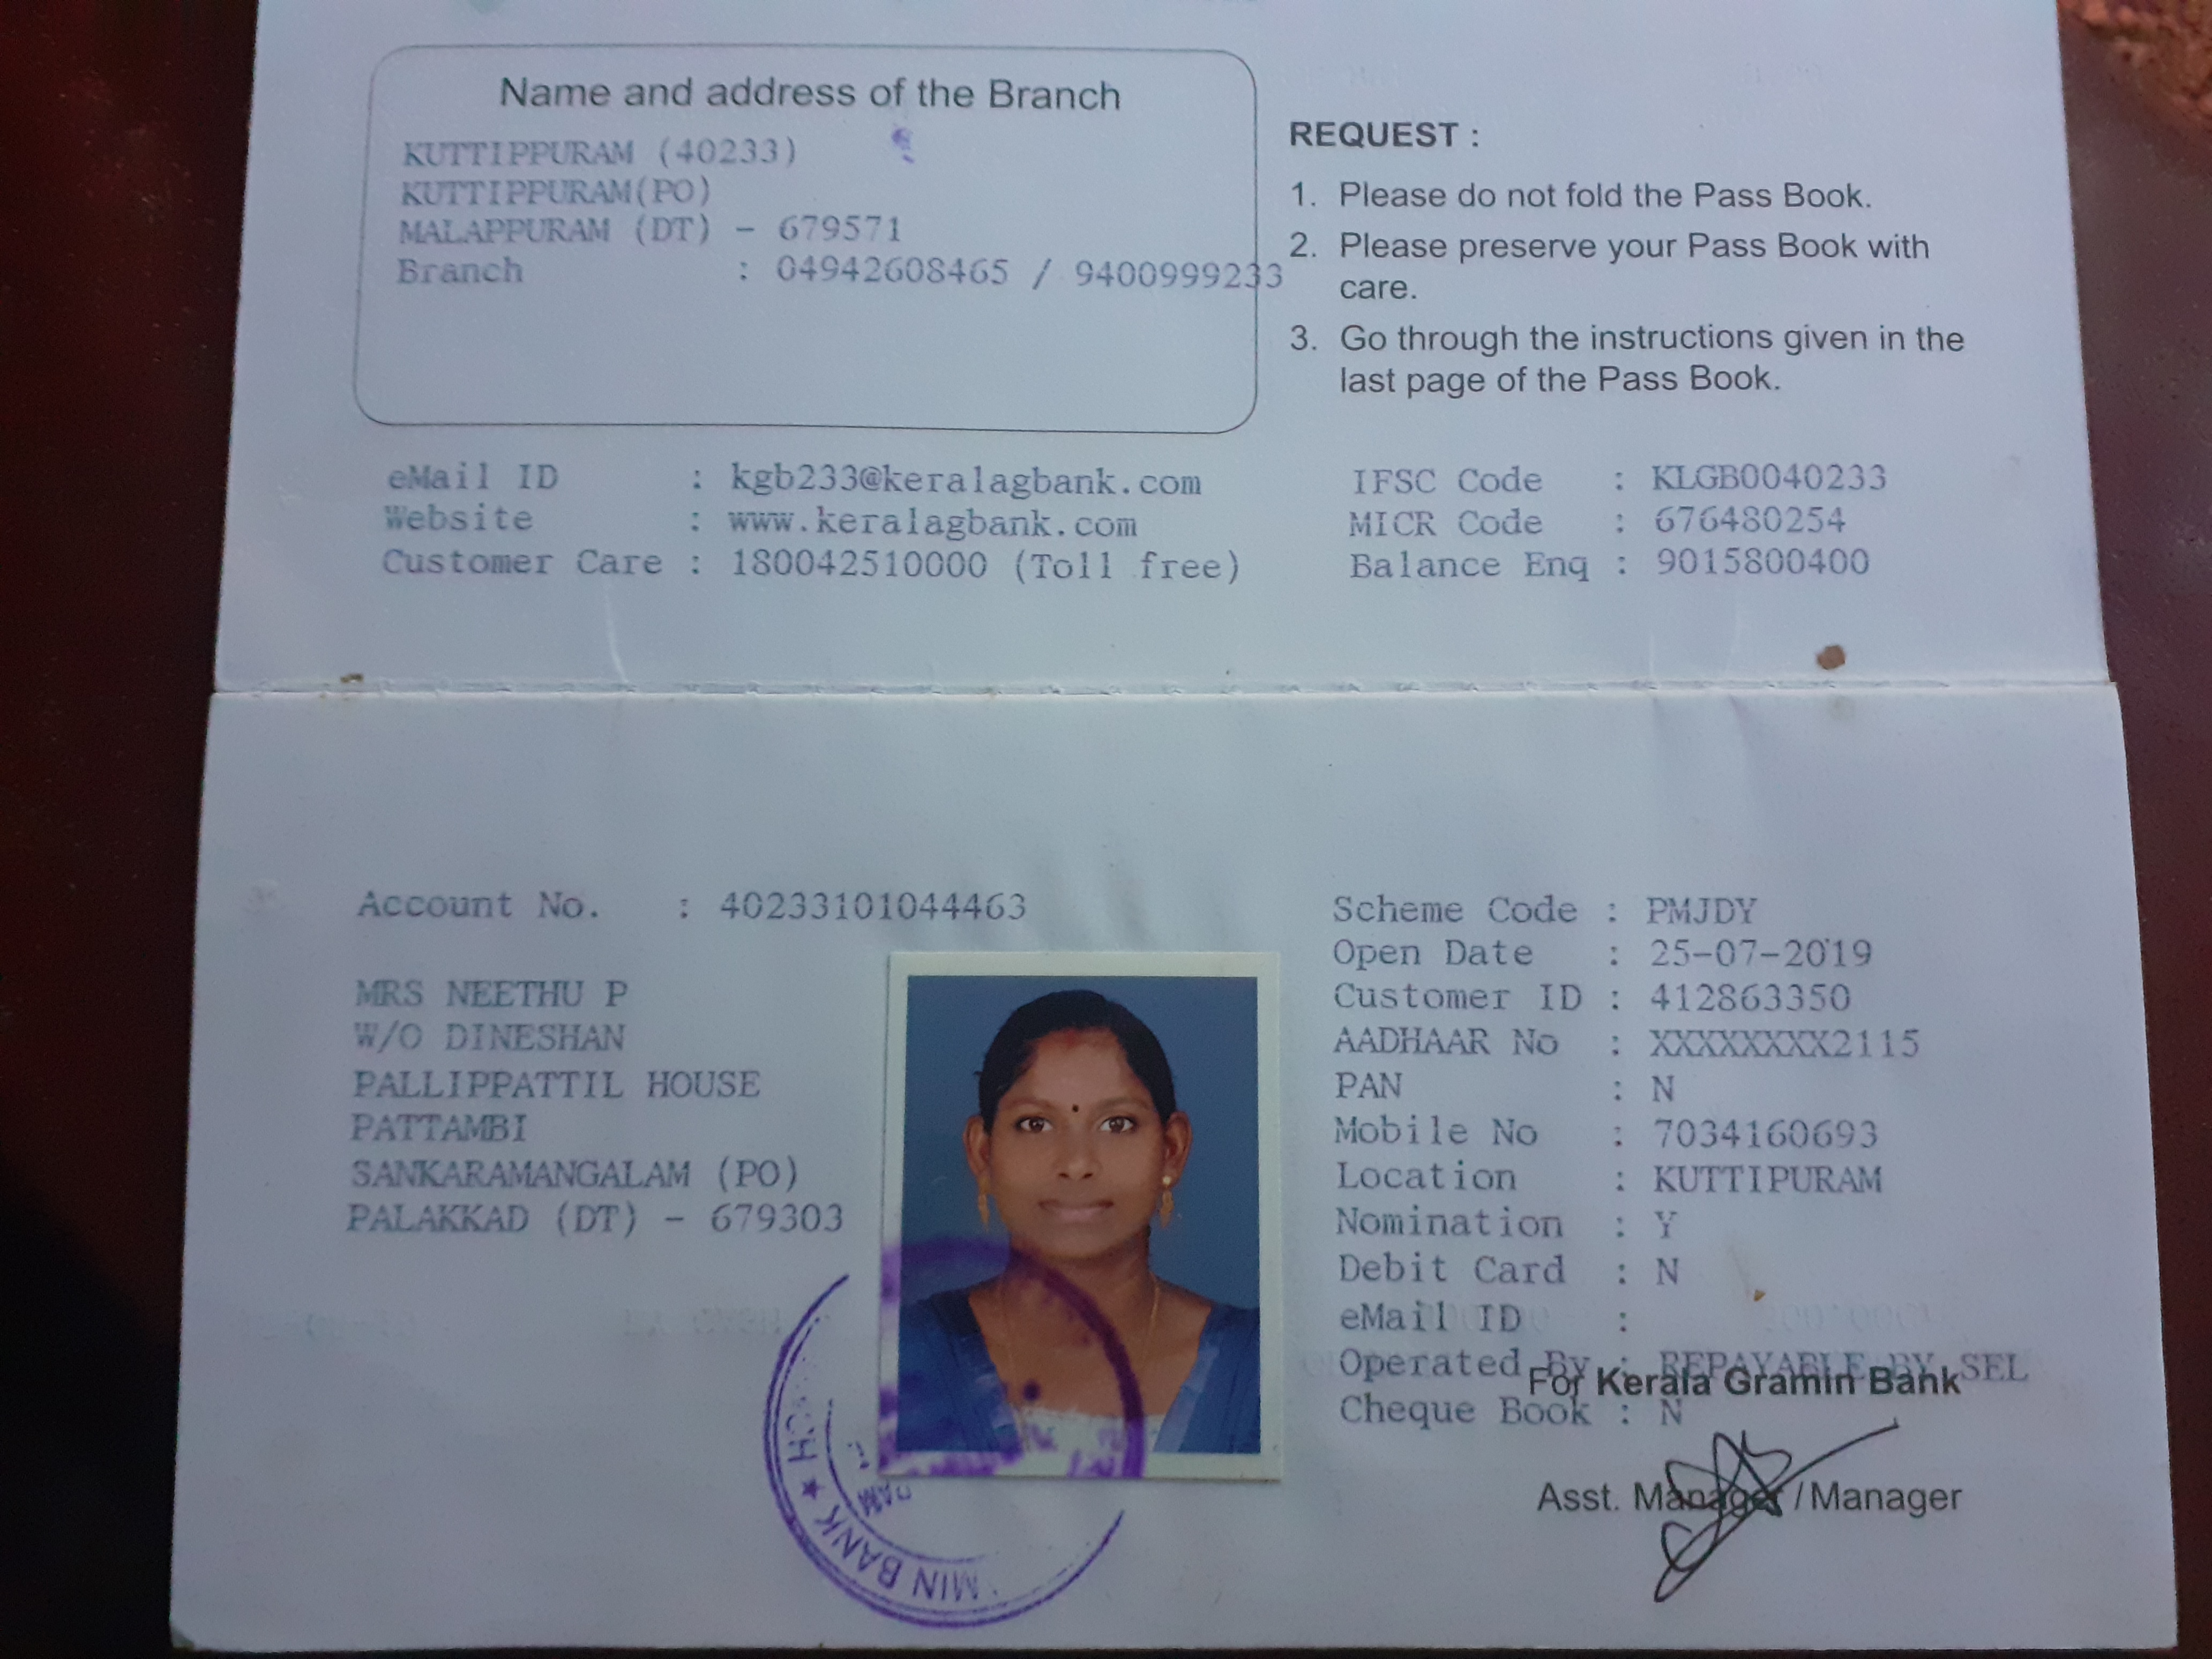 Name and address of the Branch
KUTTIPPURAM (40233)
KUTTIPPURAM(PO)
MALAPPURAM (DT) - 679571
Branch : 04942608465 / 9400999233
REQUEST :
1. Please do not fold the Pass Book.
2. Please preserve your Pass Book with
care.
3. Go through the instructions given in the
last page of the Pass Book.
eMail ID : kgb233@keralagbank.com
Website : www.keralagbank.com
Customer Care : 180042510000 (Toll free)
IFSC Code : KLGB0040233
MICR Code : 676480254
Balance Enq : 9015800400
Account No. : 40233101044463
MRS NEETHU P
W/O DINESHAN
PALLIPPATTIL HOUSE
PATTAMBI
SANKARAMANGALAM (PO)
PALAKKAD (DT) - 679303
Scheme Code : PMJDY
Open Date : 25-07-2019
Customer ID : 412863350
AADHAAR No : XXXXXXXXX2115
PAN : N
Mobile No : 7034160693
Location : KUTTIPURAM
Nomination : Y
Debit Card : N
eMail ID :
Operated By : REPAYABLE BY SEL
For Kerala Gramin Bank
Cheque Book : N
Asst. Manager / Manager
MIN BANK ★